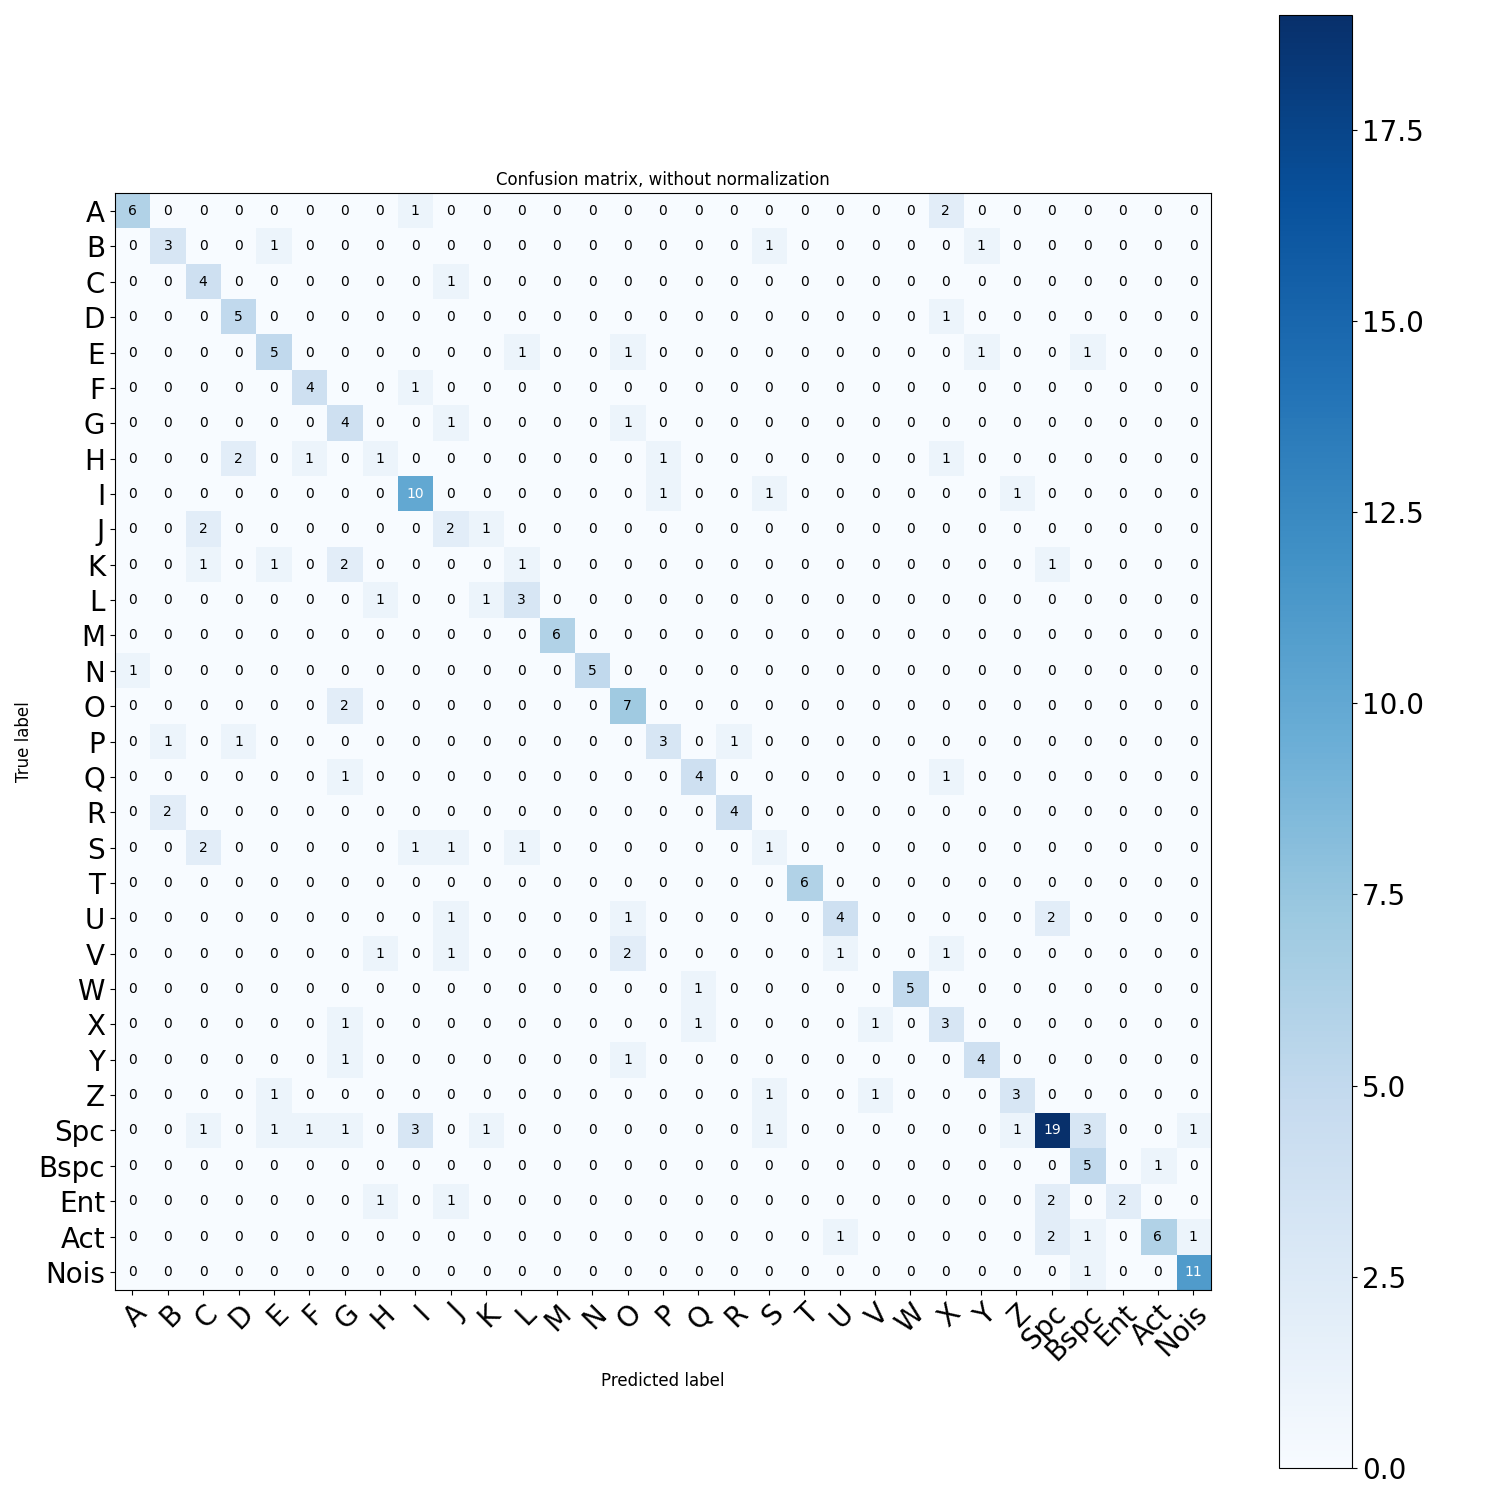 Confusion matrix, without normalization
True label
A 6 0 0 0 0 0 0 0 1 0 0 0 0 0 0 0 0 0 0 0 0 0 0 2 0 0 0 0 0 0 0
B 0 3 0 0 1 0 0 0 0 0 0 0 0 0 0 0 0 0 1 0 0 0 0 0 1 0 0 0 0 0 0
C 0 0 4 0 0 0 0 0 0 1 0 0 0 0 0 0 0 0 0 0 0 0 0 0 0 0 0 0 0 0 0
D 0 0 0 5 0 0 0 0 0 0 0 0 0 0 0 0 0 0 0 0 0 0 0 1 0 0 0 0 0 0 0
E 0 0 0 0 5 0 0 0 0 0 0 1 0 0 1 0 0 0 0 0 0 0 0 0 1 0 0 1 0 0 0
F 0 0 0 0 0 4 0 0 1 0 0 0 0 0 0 0 0 0 0 0 0 0 0 0 0 0 0 0 0 0 0
G 0 0 0 0 0 0 4 0 0 1 0 0 0 0 1 0 0 0 0 0 0 0 0 0 0 0 0 0 0 0 0
H 0 0 0 2 0 1 0 1 0 0 0 0 0 0 0 1 0 0 0 0 0 0 0 1 0 0 0 0 0 0 0
I 0 0 0 0 0 0 0 0 10 0 0 0 0 0 0 1 0 0 1 0 0 0 0 0 0 1 0 0 0 0 0
J 0 0 2 0 0 0 0 0 0 2 1 0 0 0 0 0 0 0 0 0 0 0 0 0 0 0 0 0 0 0 0
K 0 0 1 0 1 0 2 0 0 0 0 1 0 0 0 0 0 0 0 0 0 0 0 0 0 0 1 0 0 0 0
L 0 0 0 0 0 0 0 1 0 0 1 3 0 0 0 0 0 0 0 0 0 0 0 0 0 0 0 0 0 0 0
M 0 0 0 0 0 0 0 0 0 0 0 0 6 0 0 0 0 0 0 0 0 0 0 0 0 0 0 0 0 0 0
N 1 0 0 0 0 0 0 0 0 0 0 0 0 5 0 0 0 0 0 0 0 0 0 0 0 0 0 0 0 0 0
O 0 0 0 0 0 0 2 0 0 0 0 0 0 0 7 0 0 0 0 0 0 0 0 0 0 0 0 0 0 0 0
P 0 1 0 1 0 0 0 0 0 0 0 0 0 0 0 3 0 1 0 0 0 0 0 0 0 0 0 0 0 0 0
Q 0 0 0 0 0 0 1 0 0 0 0 0 0 0 0 0 4 0 0 0 0 0 0 1 0 0 0 0 0 0 0
R 0 2 0 0 0 0 0 0 0 0 0 0 0 0 0 0 0 4 0 0 0 0 0 0 0 0 0 0 0 0 0
S 0 0 2 0 0 0 0 0 1 1 0 1 0 0 0 0 0 0 1 0 0 0 0 0 0 0 0 0 0 0 0
T 0 0 0 0 0 0 0 0 0 0 0 0 0 0 0 0 0 0 0 6 0 0 0 0 0 0 0 0 0 0 0
U 0 0 0 0 0 0 0 0 0 1 0 0 0 0 1 0 0 0 0 0 4 0 0 0 0 0 2 0 0 0 0
V 0 0 0 0 0 0 0 1 0 1 0 0 0 0 2 0 0 0 0 0 1 0 0 1 0 0 0 0 0 0 0
W 0 0 0 0 0 0 0 0 0 0 0 0 0 0 0 0 1 0 0 0 0 0 5 0 0 0 0 0 0 0 0
X 0 0 0 0 0 0 1 0 0 0 0 0 0 0 0 0 1 0 0 0 0 1 0 3 0 0 0 0 0 0 0
Y 0 0 0 0 0 0 1 0 0 0 0 0 0 0 1 0 0 0 0 0 0 0 0 0 4 0 0 0 0 0 0
Z 0 0 0 0 1 0 0 0 0 0 0 0 0 0 0 0 0 0 1 0 0 1 0 0 0 3 0 0 0 0 0
Spc 0 0 1 0 1 1 1 0 3 0 1 0 0 0 0 0 0 0 1 0 0 0 0 0 0 1 19 3 0 0 1
Bspc 0 0 0 0 0 0 0 0 0 0 0 0 0 0 0 0 0 0 0 0 0 0 0 0 0 0 0 5 0 1 0
Ent 0 0 0 0 0 0 0 1 0 1 0 0 0 0 0 0 0 0 0 0 0 0 0 0 0 0 2 0 2 0 0
Act 0 0 0 0 0 0 0 0 0 0 0 0 0 0 0 0 0 0 0 0 1 0 0 0 0 0 2 1 0 6 1
Nois 0 0 0 0 0 0 0 0 0 0 0 0 0 0 0 0 0 0 0 0 0 0 0 0 0 0 0 1 0 0 11
A B C D E F G H I J K L M N O P Q R S T U V W X Y Z Spc Bspc Ent Act Nois
Predicted label
17.5
15.0
12.5
10.0
7.5
5.0
2.5
0.0